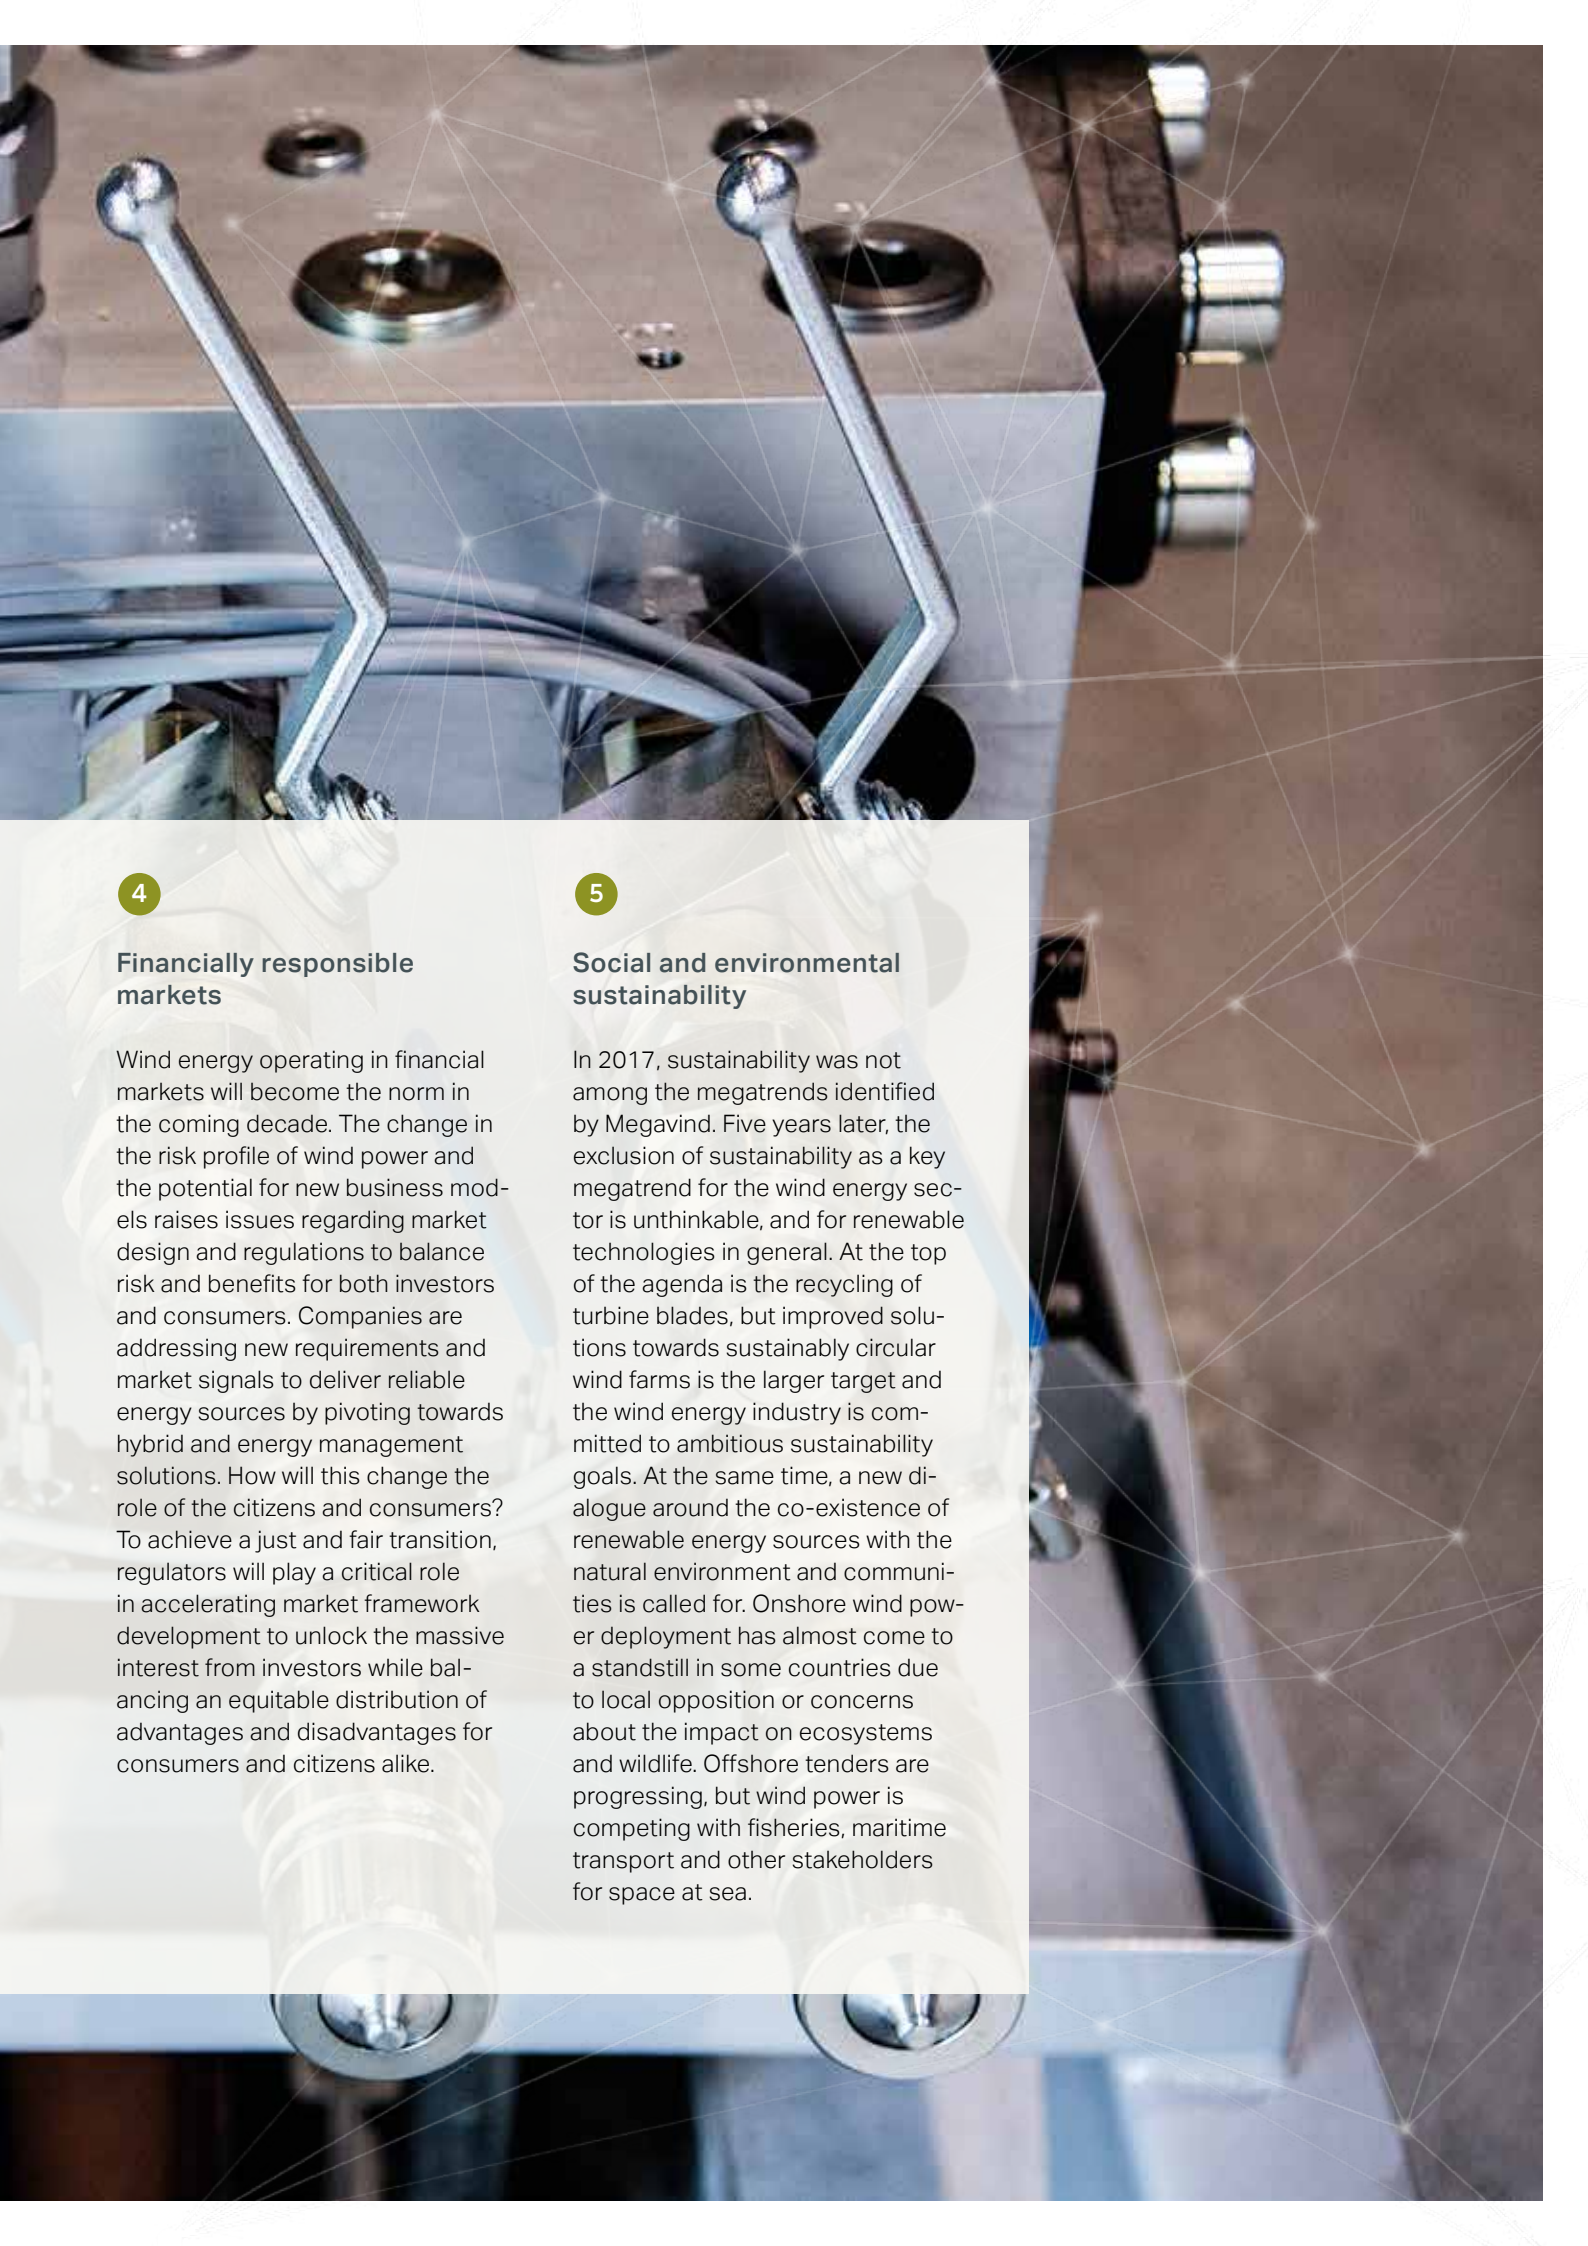 4
Financially responsible
markets
Wind energy operating in financial
markets will become the norm in
the coming decade. The change in
the risk profile of wind power and
the potential for new business mod-
els raises issues regarding market
design and regulations to balance
risk and benefits for both investors
and consumers. Companies are
addressing new requirements and
market signals to deliver reliable
energy sources by pivoting towards
hybrid and energy management
solutions. How will this change the
role of the citizens and consumers?
To achieve a just and fair transition,
regulators will play a critical role
in accelerating market framework
development to unlock the massive
interest from investors while bal-
ancing an equitable distribution of
advantages and disadvantages for
consumers and citizens alike.
5
Social and environmental
sustainability
In 2017, sustainability was not
among the megatrends identified
by Megavind. Five years later, the
exclusion of sustainability as a key
megatrend for the wind energy sec-
tor is unthinkable, and for renewable
technologies in general. At the top
of the agenda is the recycling of
turbine blades, but improved solu-
tions towards sustainably circular
wind farms is the larger target and
the wind energy industry is com-
mitted to ambitious sustainability
goals. At the same time, a new di-
alogue around the co-existence of
renewable energy sources with the
natural environment and communi-
ties is called for. Onshore wind pow-
er deployment has almost come to
a standstill in some countries due
to local opposition or concerns
about the impact on ecosystems
and wildlife. Offshore tenders are
progressing, but wind power is
competing with fisheries, maritime
transport and other stakeholders
for space at sea.